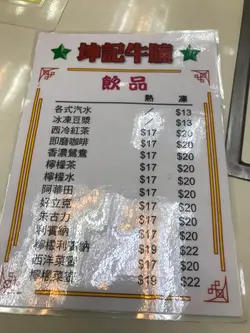 坤記牛腩
飲品
熱 凍
各式汽水 $13
冰凍豆漿 / $13
西冷紅茶 $17 $20
即磨咖啡 $17 $20
香濃鴛鴦 $17 $20
檸檬茶 $17 $20
檸檬水 $17 $20
阿華田 $17 $20
好立克 $17 $20
朱古力 $17 $20
利賓納 $17 $20
檸檬利賓納 $19 $22
西洋菜蜜 $17 $20
檸檬菜蜜 $19 $22